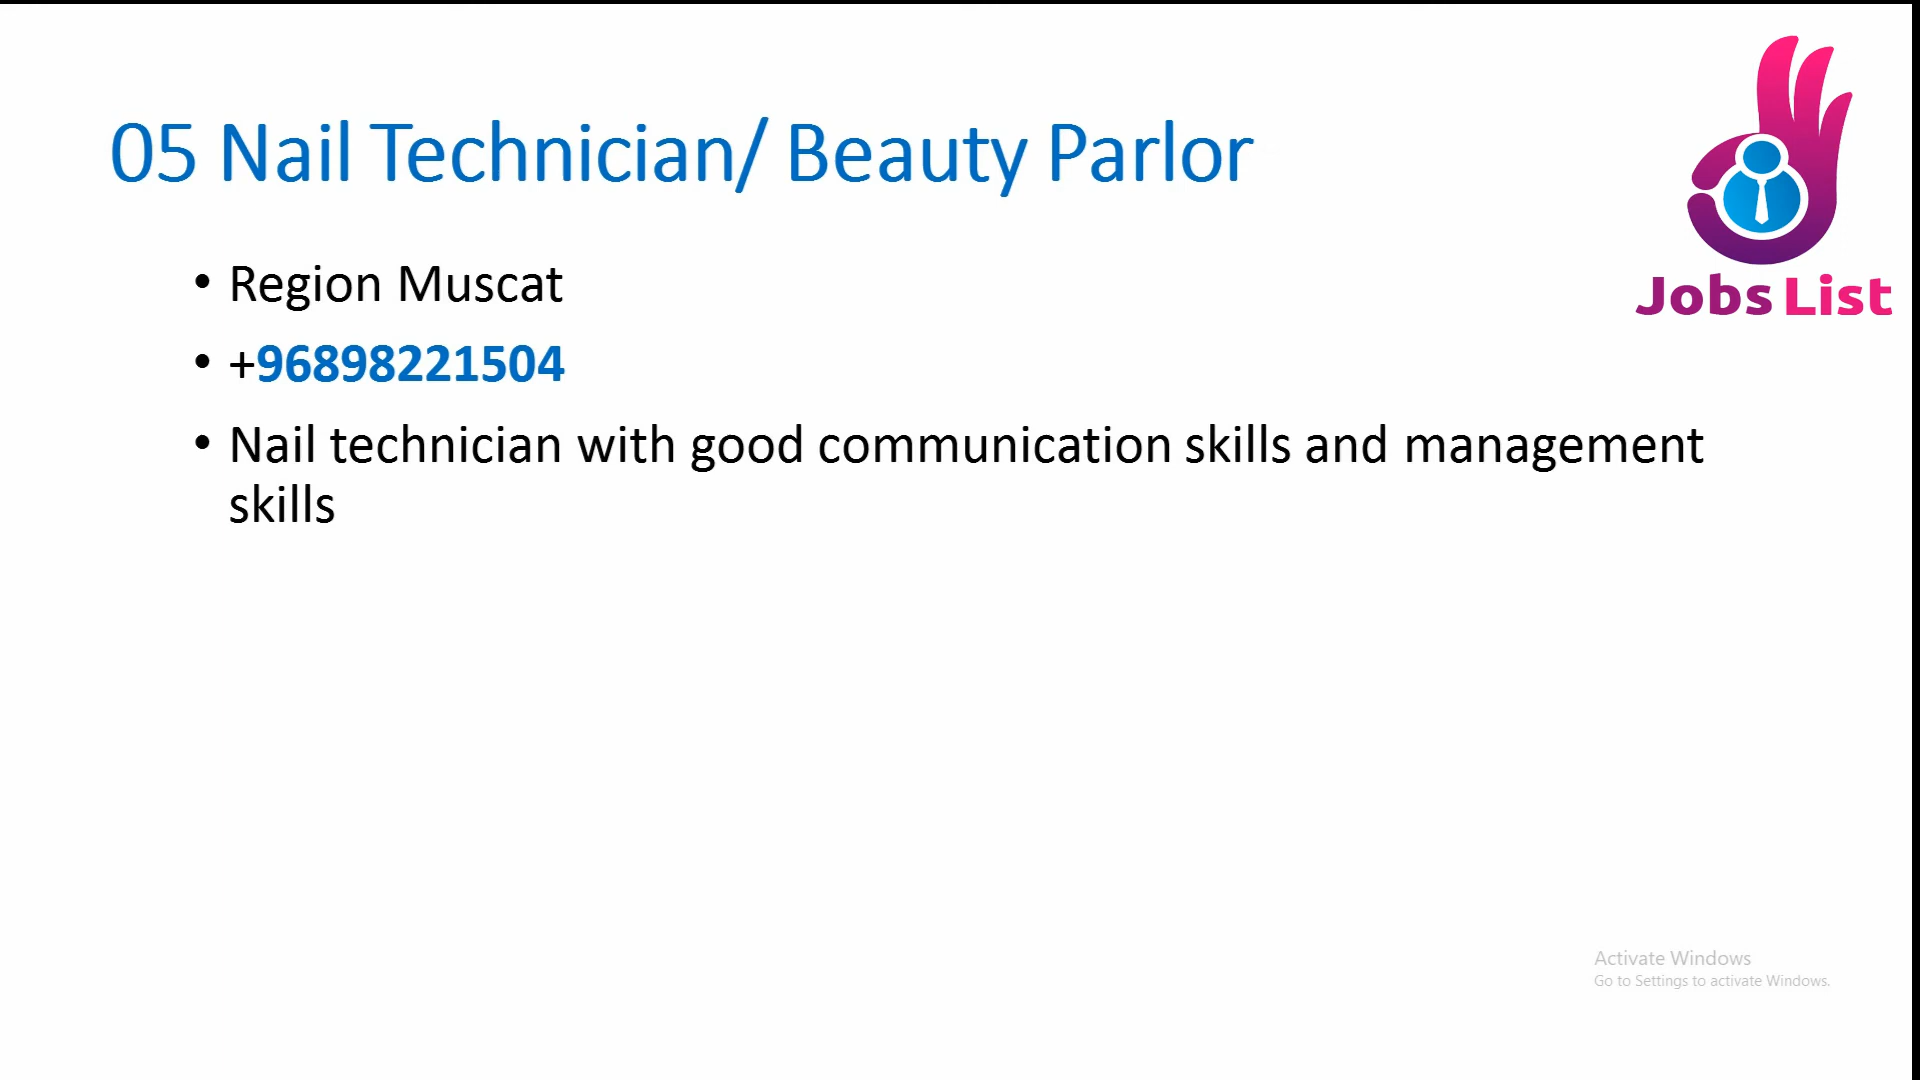 05 Nail Technician/ Beauty Parlor
• Region Muscat
• +96898221504
• Nail technician with good communication skills and management
skills
Jobs List
Activate Windows
Go to Settings to activate Windows.